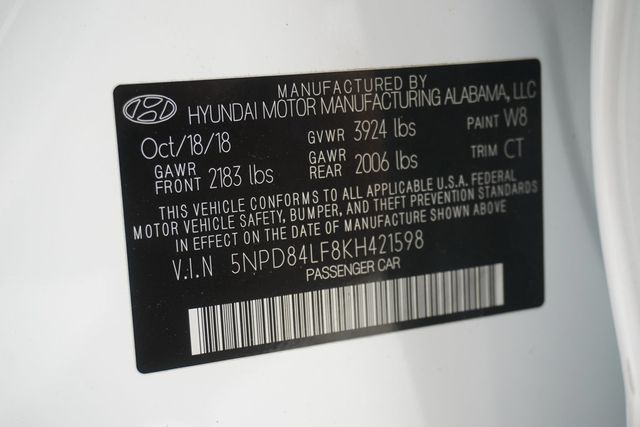 MANUFACTURED BY
HYUNDAI MOTOR MANUFACTURING ALABAMA, LLC
Oct/18/18 GVWR 3924 lbs PAINT W8
GAWR FRONT 2183 lbs GAWR REAR 2006 lbs TRIM CT
THIS VEHICLE CONFORMS TO ALL APPLICABLE U.S.A. FEDERAL
MOTOR VEHICLE SAFETY, BUMPER, AND THEFT PREVENTION STANDARDS
IN EFFECT ON THE DATE OF MANUFACTURE SHOWN ABOVE.
V.I.N 5NPD84LF8KH421598
PASSENGER CAR